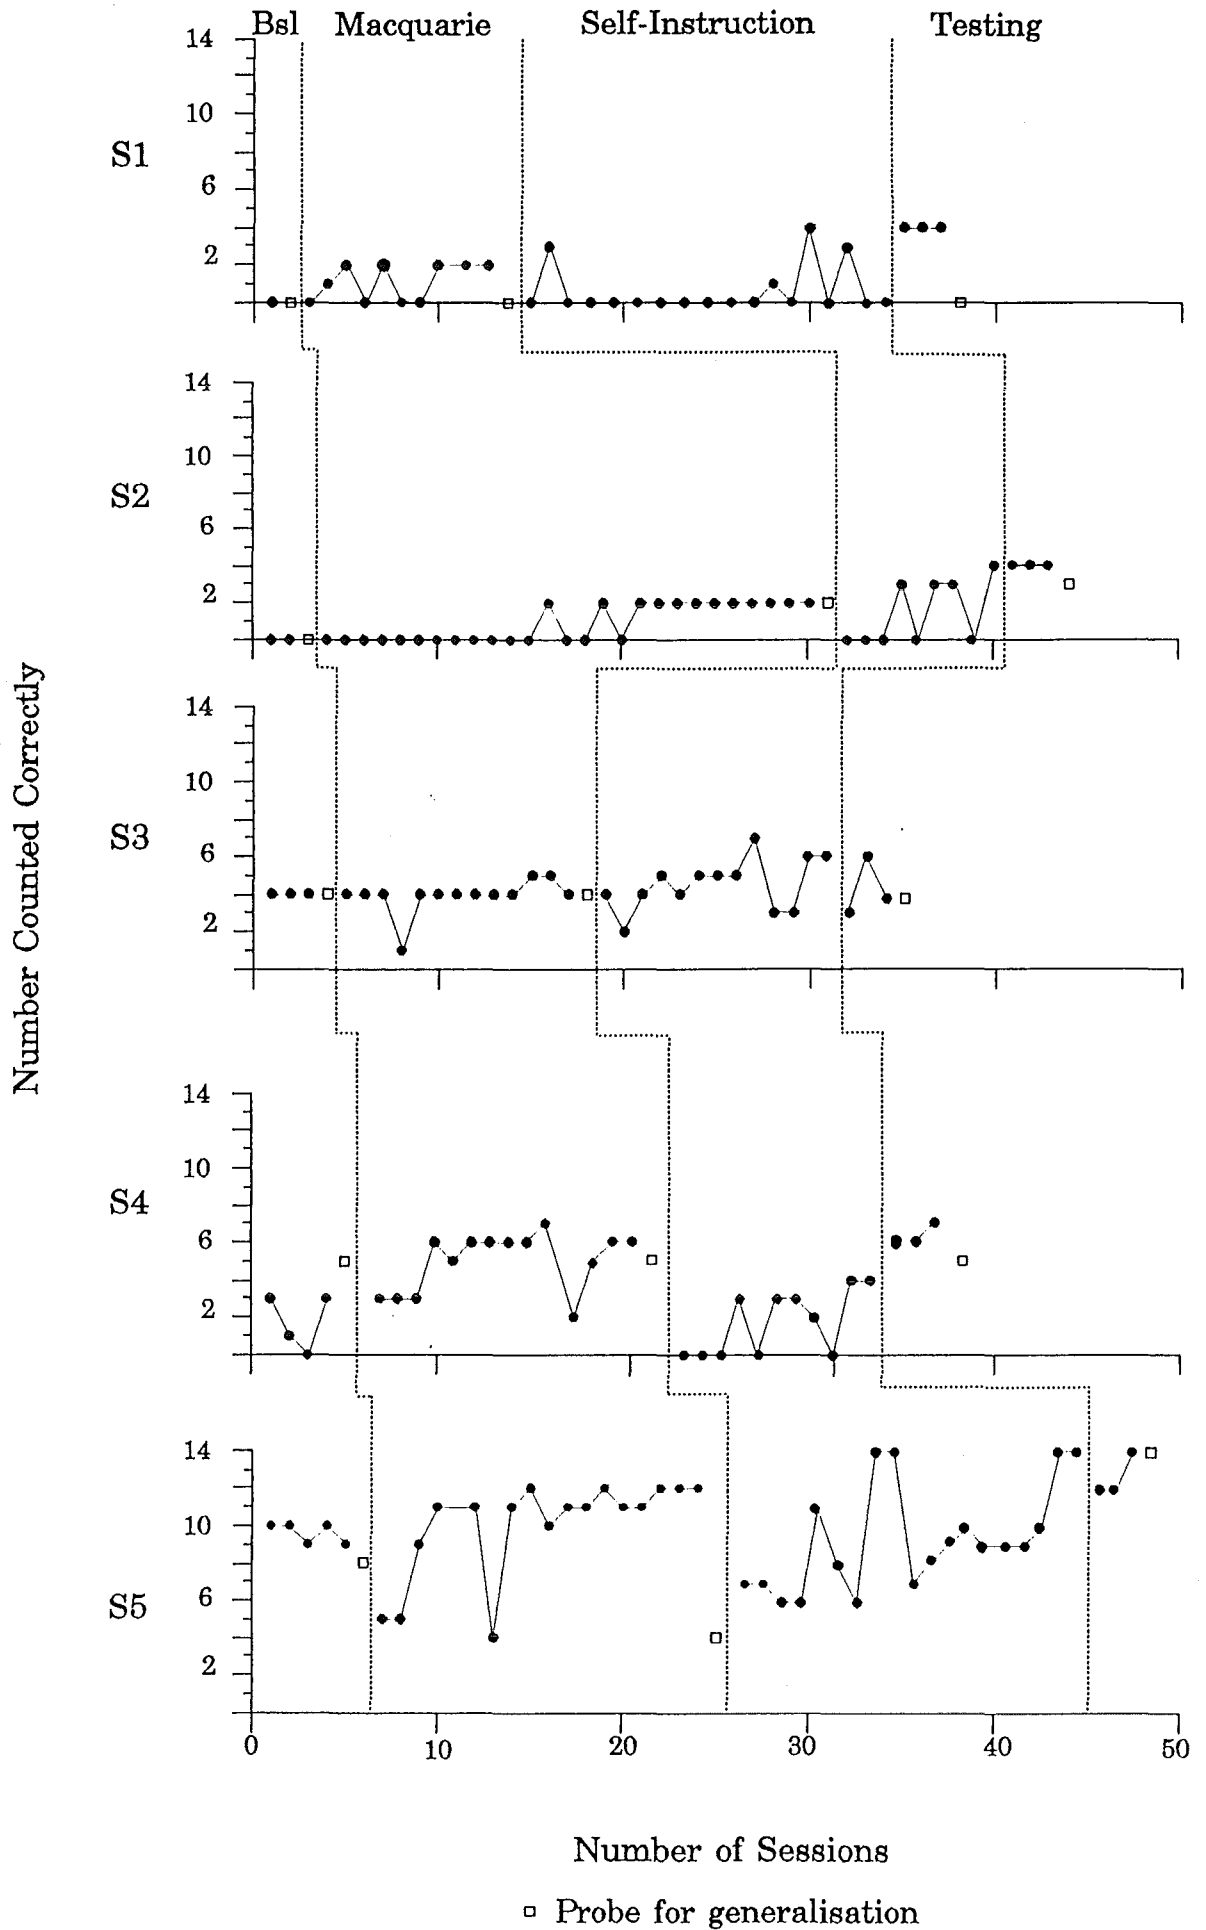 Bsl Macquarie Self-Instruction Testing
Number Counted Correctly
S1
14
10
6
2
S2
14
10
6
2
S3
14
10
6
2
S4
14
10
6
2
S5
14
10
6
2
0 10 20 30 40 50
Number of Sessions
Probe for generalisation